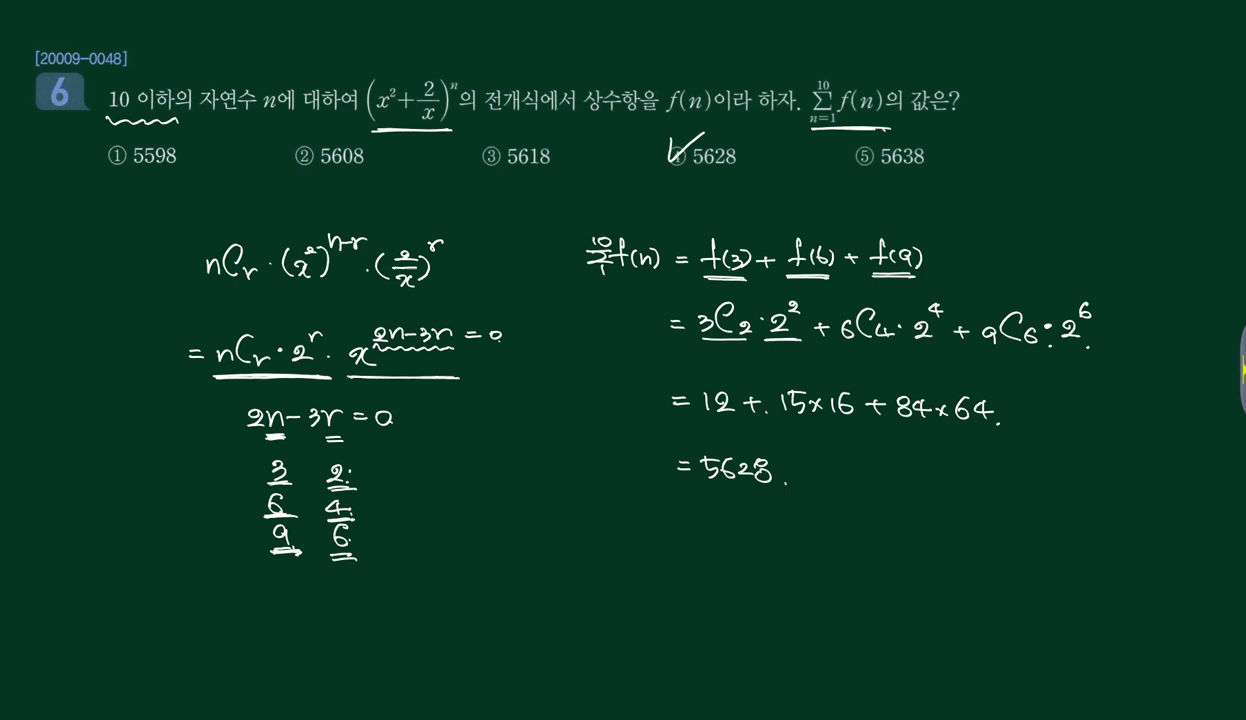 [20009-0048]
6 10 이하의 자연수 n에 대하여 (x²+2/x)ⁿ의 전개식에서 상수항을 f(n)이라 하자. ∑_{n=1}^{10} f(n)의 값은?
① 5598 ② 5608 ③ 5618 ④ 5628 ⑤ 5638
nCr · (x²)^{n-r} · (2/x)^r
= nCr · 2^r · x^{2n-3r} = 0
2n - 3r = 0
3 2
6 4
9 6
∑_{1}^{10} f(n) = f(3) + f(6) + f(9)
= 3C2 · 2² + 6C4 · 2⁴ + 9C6 · 2⁶
= 12 + 15×16 + 84×64.
= 5628.